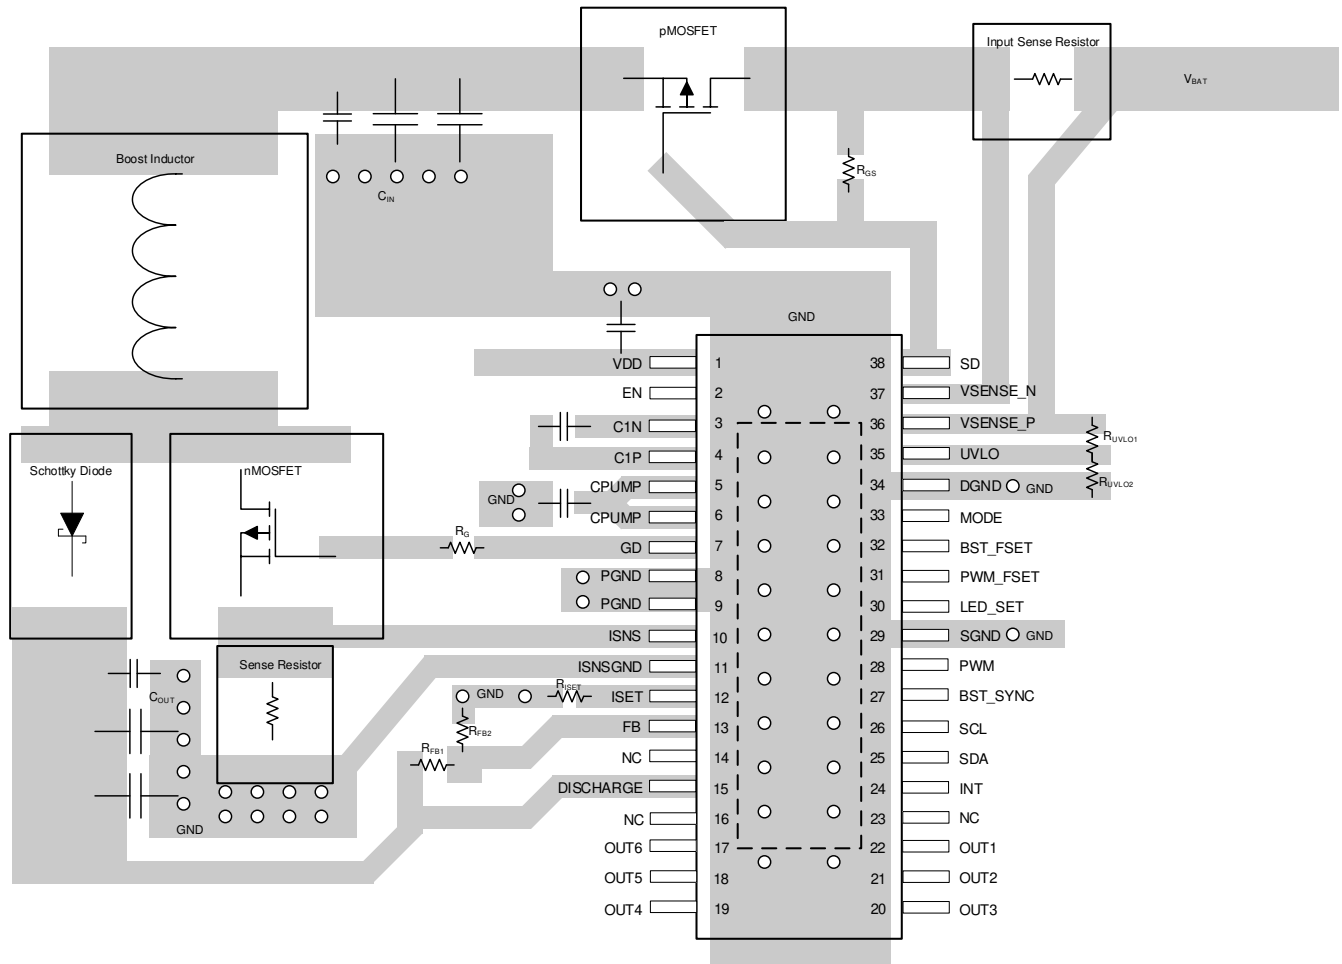 pMOSFET
Input Sense Resistor
VBAT
Boost Inductor
RGS
CIN
GND
VDD 1 38 SD
EN 2 37 VSENSE_N
C1N 3 36 VSENSE_P
RUVLO1
C1P 4 35 UVLO
Schottky Diode
nMOSFET
CPUMP 5 34 DGND GND
RUVLO2
GND
CPUMP 6 33 MODE
RG
GD 7 32 BST_FSET
PGND 8 31 PWM_FSET
PGND 9 30 LED_SET
ISNS 10 29 SGND GND
Sense Resistor
ISNSGND 11 28 PWM
COUT
GND
RISET
ISET 12 27 BST_SYNC
FB 13 26 SCL
RFB2
RFB1
NC 14 25 SDA
DISCHARGE 15 24 INT
NC 16 23 NC
GND
OUT6 17 22 OUT1
OUT5 18 21 OUT2
OUT4 19 20 OUT3